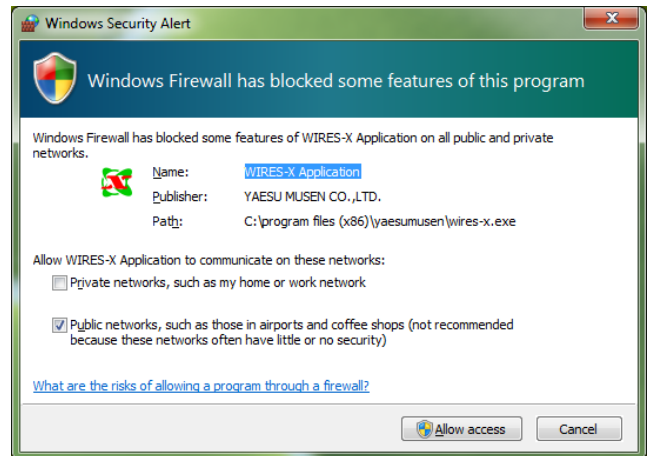 Windows Security Alert
Windows Firewall has blocked some features of this program
Windows Firewall has blocked some features of WIRES-X Application on all public and private
networks.
Name: WIRES-X Application
Publisher: YAESU MUSEN CO.,LTD.
Path: C:\program files (x86)\yaesumusen\wires-x.exe
Allow WIRES-X Application to communicate on these networks:
Private networks, such as my home or work network
Public networks, such as those in airports and coffee shops (not recommended
because these networks often have little or no security)
What are the risks of allowing a program through a firewall?
Allow access Cancel